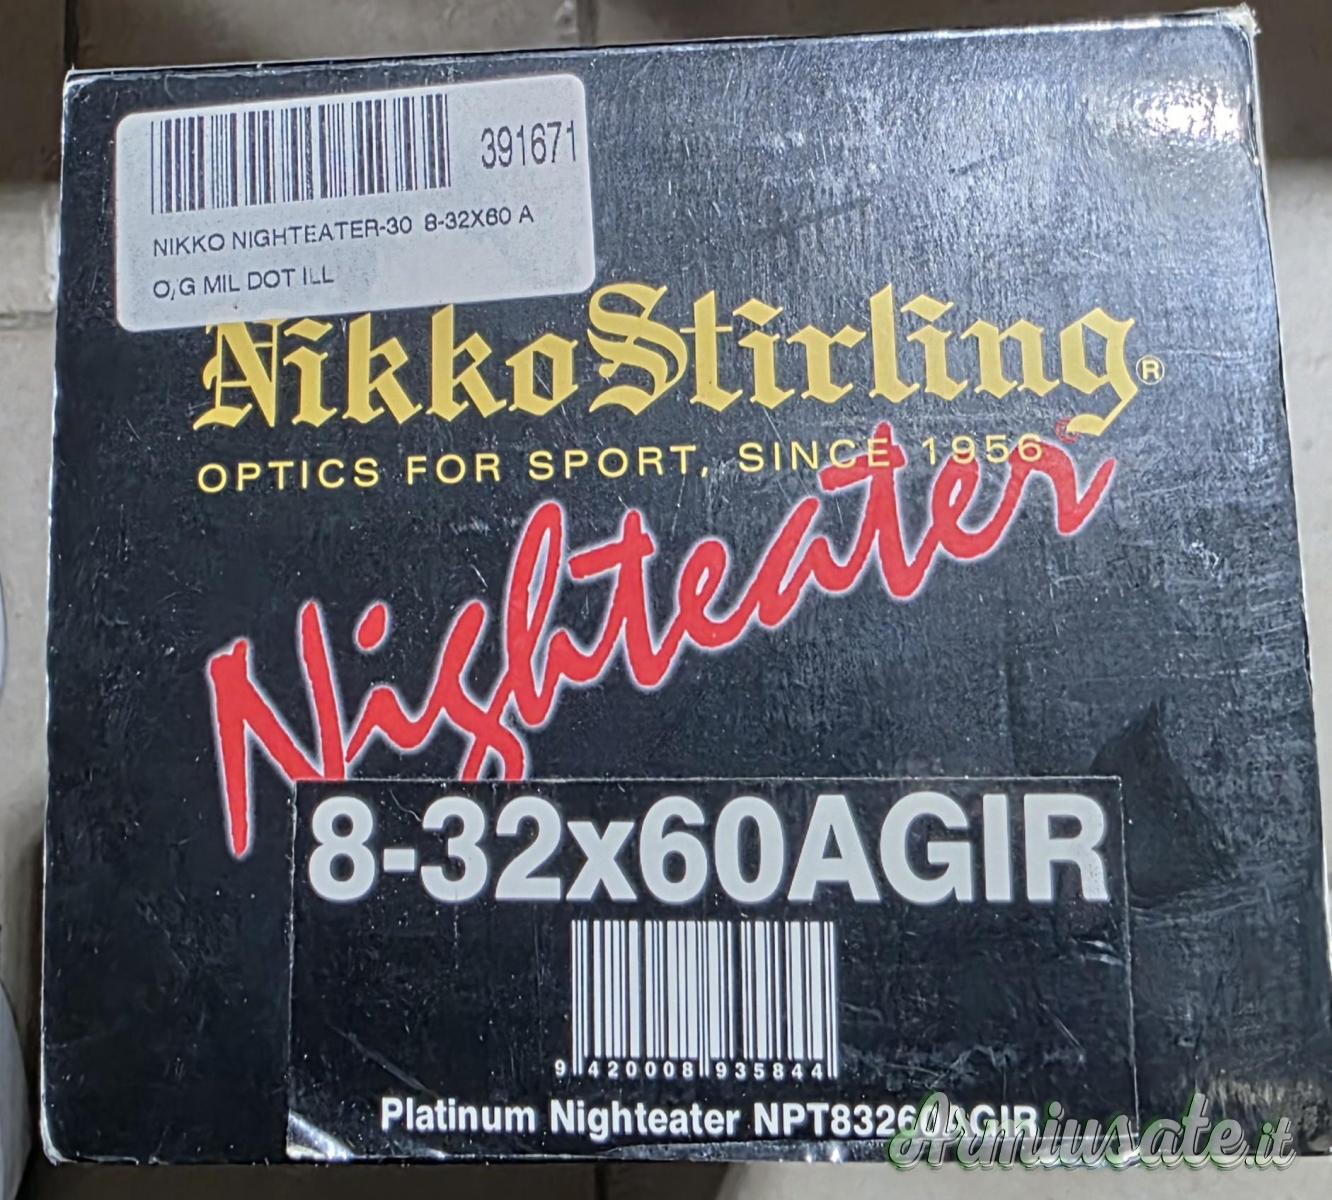 391671
NIKKO NIGHTEATER-30 8-32X60 A
O/G MIL DOT ILL
NikkoStirling®
OPTICS FOR SPORT, SINCE 1956
Nighteater
8-32x60AGIR
9 420008 935844
Platinum Nighteater NPT83260AGIR
Armiusate.it